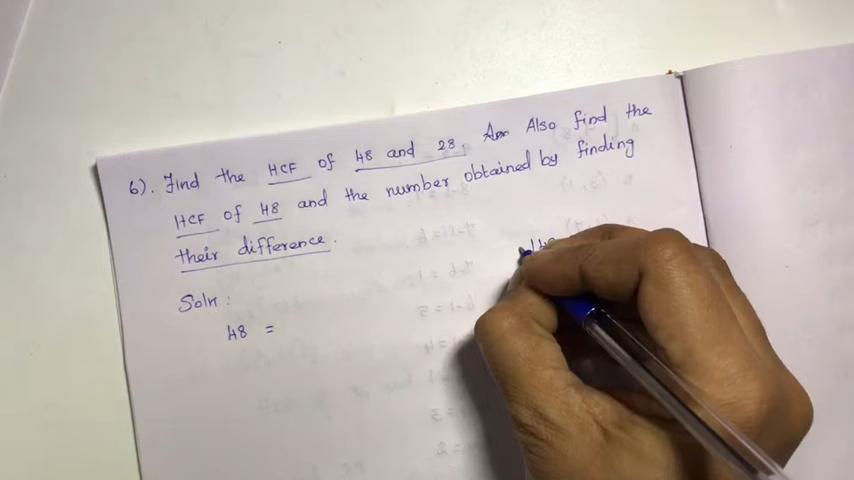 6). Find the HCF of 48 and 28. Also find the
HCF of 48 and the number obtained by finding
their difference.
Soln :
48 =